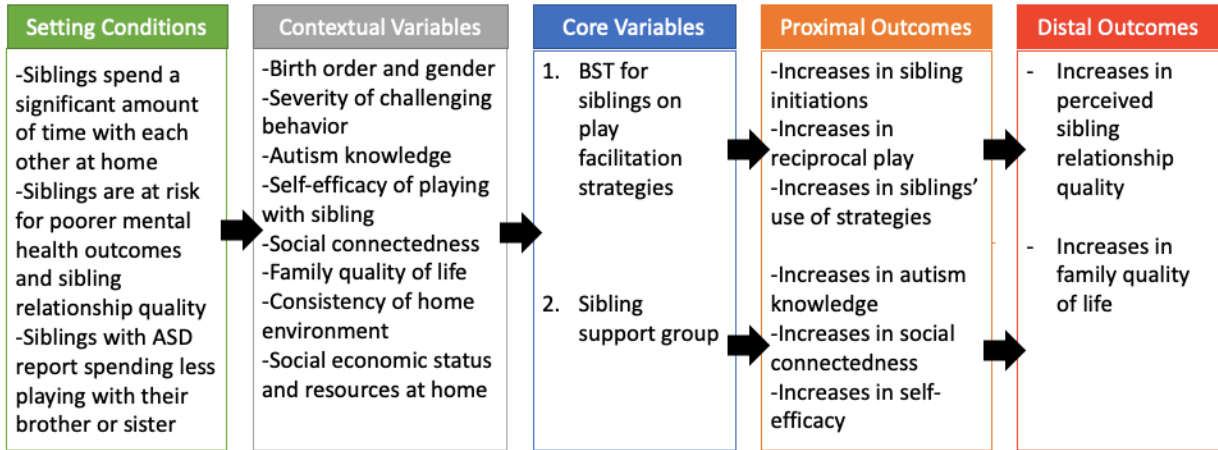 Setting Conditions
-Siblings spend a
significant amount
of time with each
other at home
-Siblings are at risk
for poorer mental
health outcomes
and sibling
relationship quality
-Siblings with ASD
report spending less
playing with their
brother or sister
Contextual Variables
-Birth order and gender
-Severity of challenging
behavior
-Autism knowledge
-Self-efficacy of playing
with sibling
-Social connectedness
-Family quality of life
-Consistency of home
environment
-Social economic status
and resources at home
Core Variables
1. BST for
siblings on
play
facilitation
strategies
2. Sibling
support group
Proximal Outcomes
-Increases in sibling
initiations
-Increases in
reciprocal play
-Increases in siblings’
use of strategies
-Increases in autism
knowledge
-Increases in social
connectedness
-Increases in self-
efficacy
Distal Outcomes
- Increases in
perceived
sibling
relationship
quality
- Increases in
family quality
of life